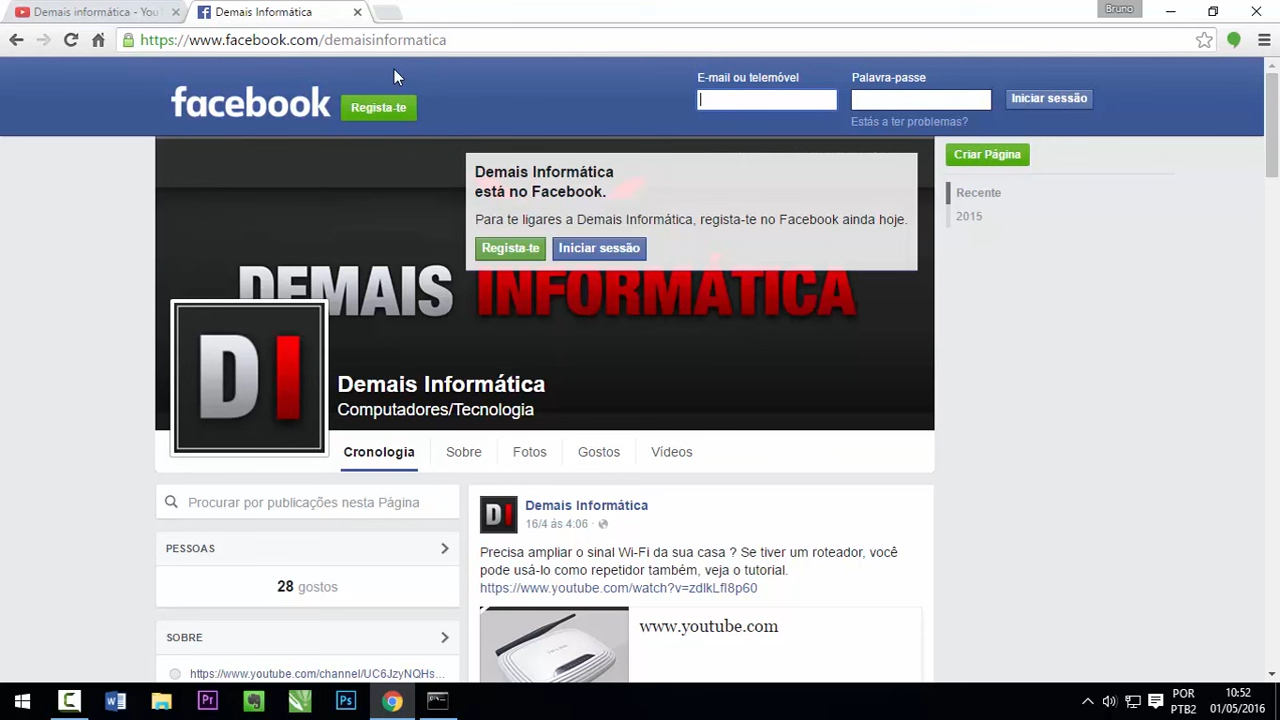 Demais informática - You
Demais Informática
Bruno
https://www.facebook.com/demaisinformatica
facebook
Regista-te
E-mail ou telemóvel
Palavra-passe
Iniciar sessão
Estás a ter problemas?
Criar Página
Recente
2015
Demais Informática
está no Facebook.
Para te ligares a Demais Informática, regista-te no Facebook ainda hoje.
Regista-te
Iniciar sessão
DEMAIS INFORMÁTICA
DI
Demais Informática
Computadores/Tecnologia
Cronologia
Sobre
Fotos
Gostos
Vídeos
Procurar por publicações nesta Página
PESSOAS
28 gostos
SOBRE
https://www.youtube.com/channel/UC6JzyNQHs...
DI
Demais Informática
16/4 às 4:06
Precisa ampliar o sinal Wi-Fi da sua casa ? Se tiver um roteador, você
pode usá-lo como repetidor também, veja o tutorial.
https://www.youtube.com/watch?v=zdlkLfI8p60
www.youtube.com
POR
PTB2
10:52
01/05/2016